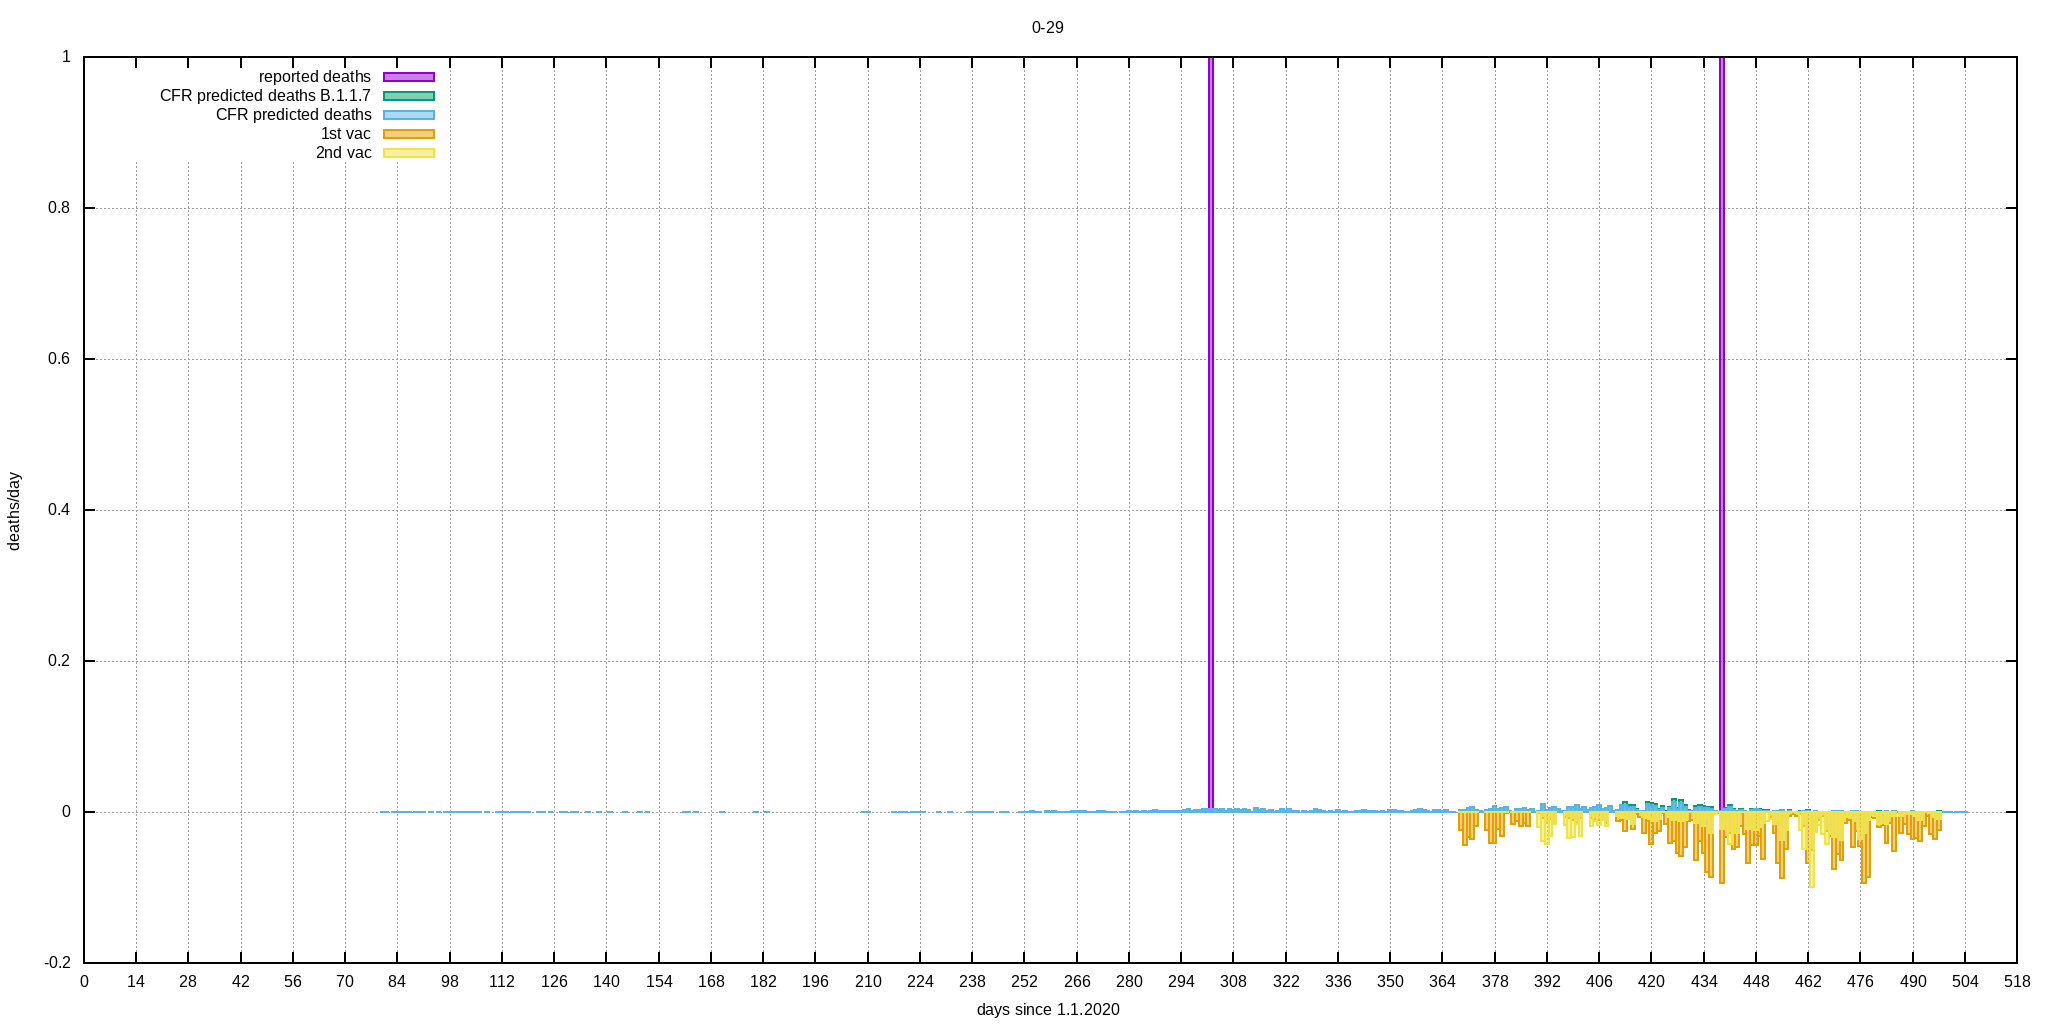 0-29
1
reported deaths
CFR predicted deaths B.1.1.7
CFR predicted deaths
1st vac
2nd vac
0.8
0.6
0.4
0.2
0
-0.2
deaths/day
0 14 28 42 56 70 84 98 112 126 140 154 168 182 196 210 224 238 252 266 280 294 308 322 336 350 364 378 392 406 420 434 448 462 476 490 504 518
days since 1.1.2020